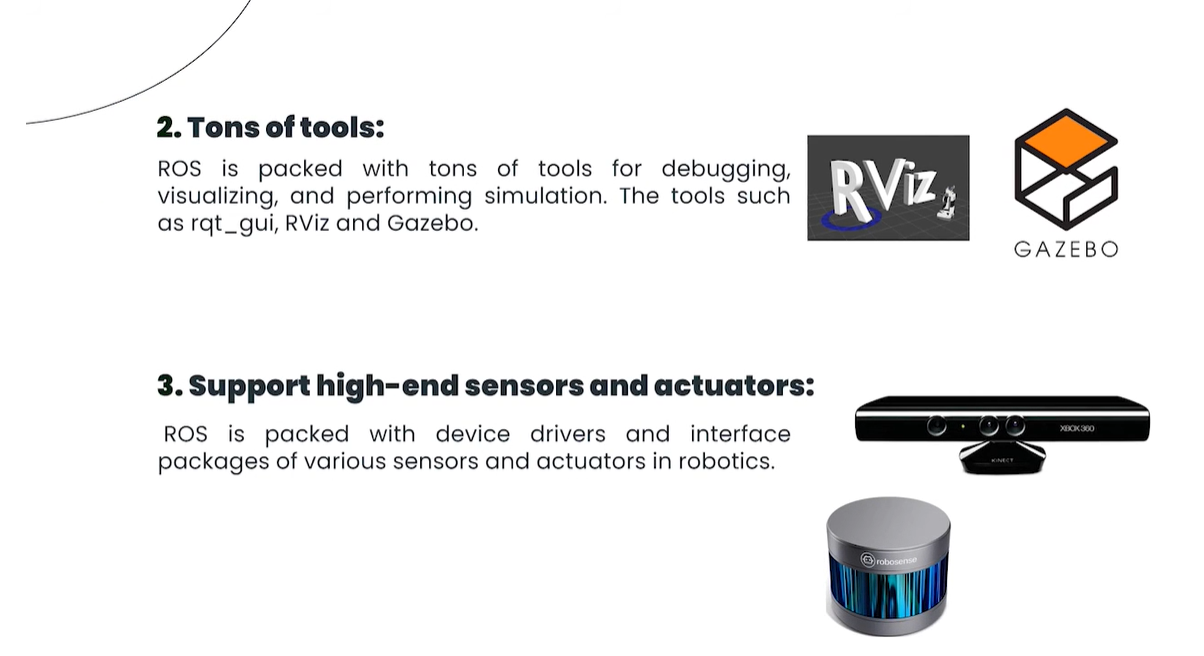 2. Tons of tools:
ROS is packed with tons of tools for debugging,
visualizing, and performing simulation. The tools such
as rqt_gui, RViz and Gazebo.
RViz
GAZEBO
3. Support high-end sensors and actuators:
ROS is packed with device drivers and interface
packages of various sensors and actuators in robotics.
XBOX 360
KINECT
robosense